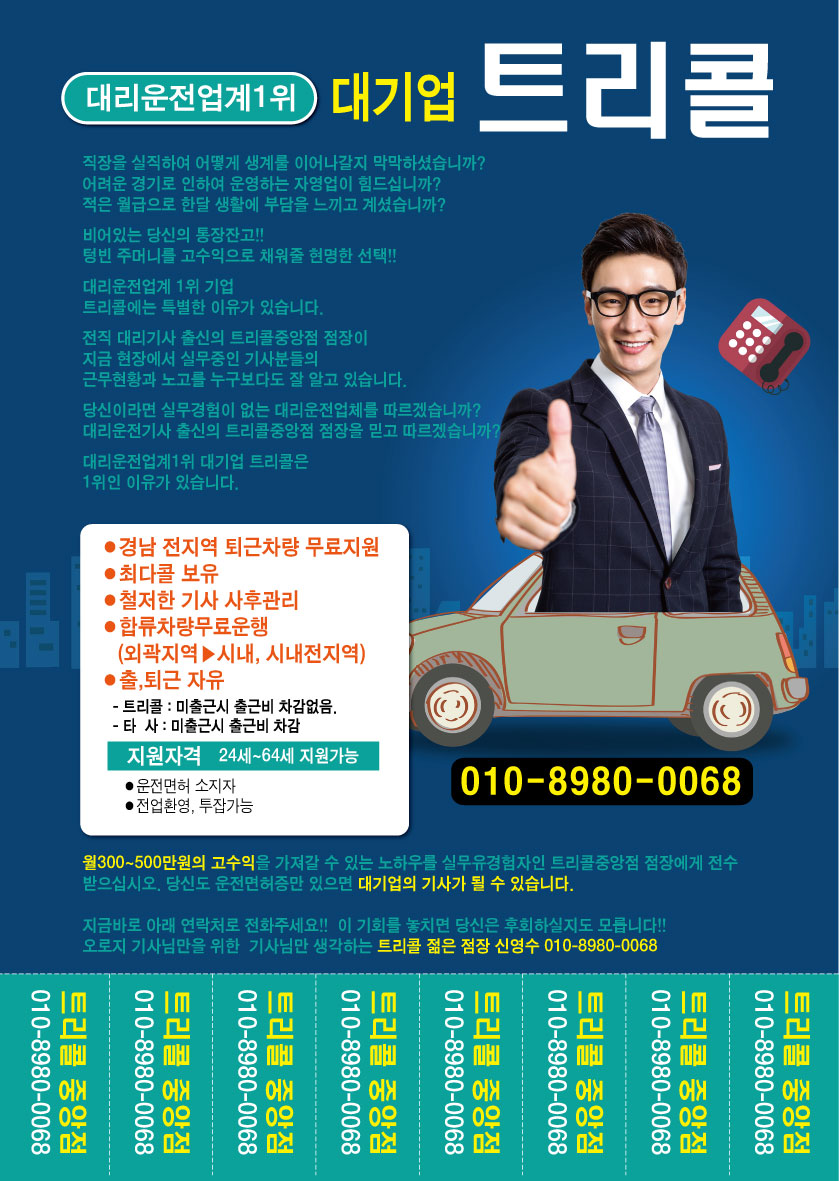 대리운전업계1위 대기업 트리콜
직장을 실직하여 어떻게 생계를 이어나갈지 막막하셨습니까?
어려운 경기로 인하여 운영하는 자영업이 힘드십니까?
적은 월급으로 한달 생활에 부담을 느끼고 계셨습니까?
비어있는 당신의 통장잔고!!
텅빈 주머니를 고수익으로 채워줄 현명한 선택!!
대리운전업계 1위 기업
트리콜에는 특별한 이유가 있습니다.
전직 대리기사 출신의 트리콜중앙점 점장이
지금 현장에서 실무중인 기사분들의
근무현황과 노고를 누구보다도 잘 알고 있습니다.
당신이라면 실무경험이 없는 대리운전업체를 따르겠습니까?
대리운전기사 출신의 트리콜중앙점 점장을 믿고 따르겠습니까?
대리운전업계1위 대기업 트리콜은
1위인 이유가 있습니다.
●경남 전지역 퇴근차량 무료지원
●최다콜 보유
●철저한 기사 사후관리
●합류차량무료운행
(외곽지역▶시내, 시내전지역)
●출,퇴근 자유
- 트리콜 : 미출근시 출근비 차감없음.
- 타 사 : 미출근시 출근비 차감
지원자격 24세~64세 지원가능
●운전면허 소지자
●전업환영, 투잡가능
010-8980-0068
월300~500만원의 고수익을 가져갈 수 있는 노하우를 실무유경험자인 트리콜중앙점 점장에게 전수
받으십시오. 당신도 운전면허증만 있으면 대기업의 기사가 될 수 있습니다.
지금바로 아래 연락처로 전화주세요!! 이 기회를 놓치면 당신은 후회하실지도 모릅니다!!
오로지 기사님만을 위한 기사님만 생각하는 트리콜 젊은 점장 신영수 010-8980-0068
트리콜 중앙점
010-8980-0068
트리콜 중앙점
010-8980-0068
트리콜 중앙점
010-8980-0068
트리콜 중앙점
010-8980-0068
트리콜 중앙점
010-8980-0068
트리콜 중앙점
010-8980-0068
트리콜 중앙점
010-8980-0068
트리콜 중앙점
010-8980-0068